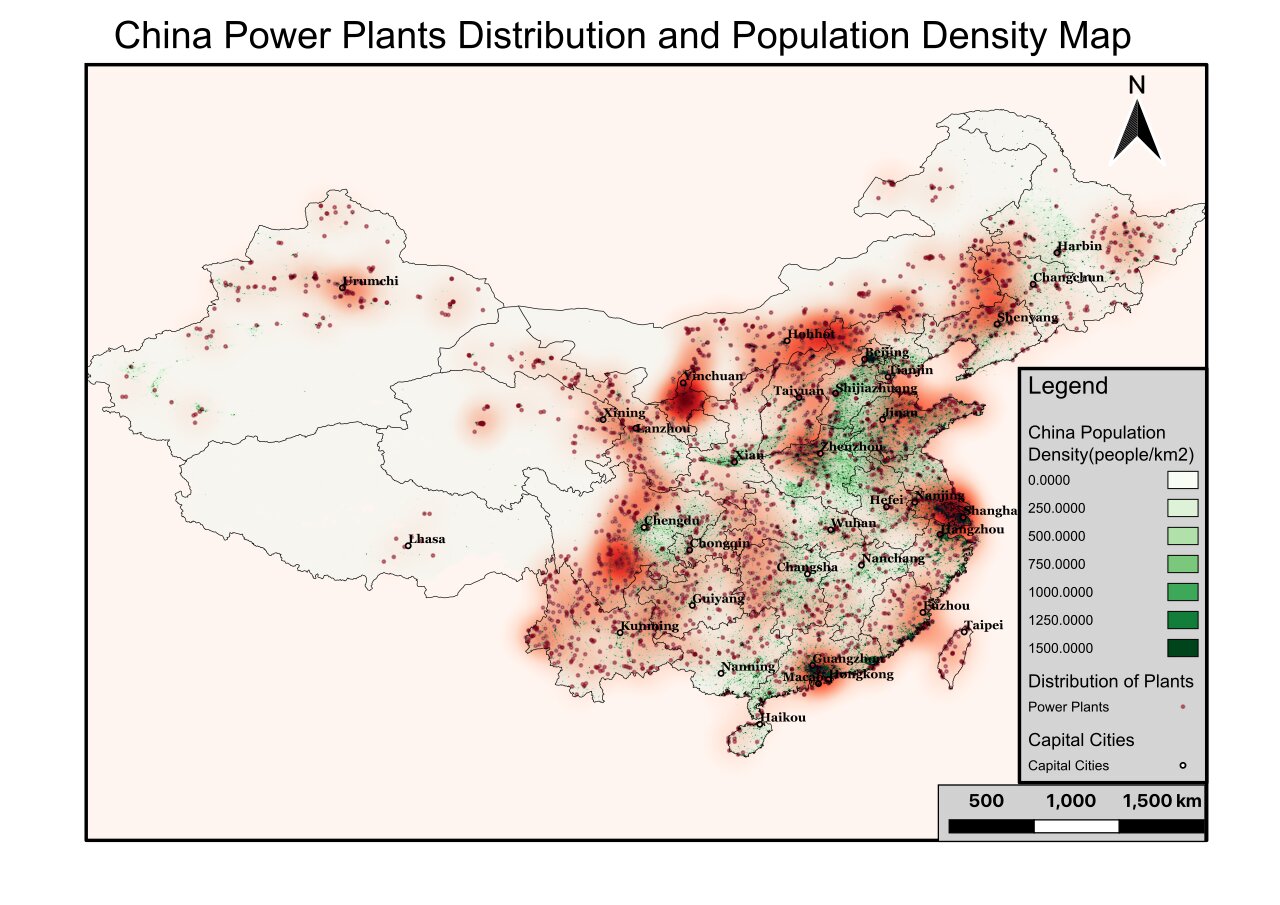 China Power Plants Distribution and Population Density Map
N
Harbin
Urumchi
Changchun
Shenyang
Hohhot
Beijing
Tianjin
Yinchuan
Taiyuan
Shijiazhuang
Xining
Jinan
Lanzhou
Zhenzhou
Xian
Hefei
Nanjing
Shangha
Chengdu
Wuhan
Hangzhou
Lhasa
Chongqin
Nanchang
Changsha
Guiyang
Fuzhou
Kunming
Taipei
Guangzhou
Nanning
Macau
Hongkong
Haikou
Legend
China Population
Density(people/km2)
0.0000
250.0000
500.0000
750.0000
1000.0000
1250.0000
1500.0000
Distribution of Plants
Power Plants
Capital Cities
Capital Cities
500 1,000 1,500 km